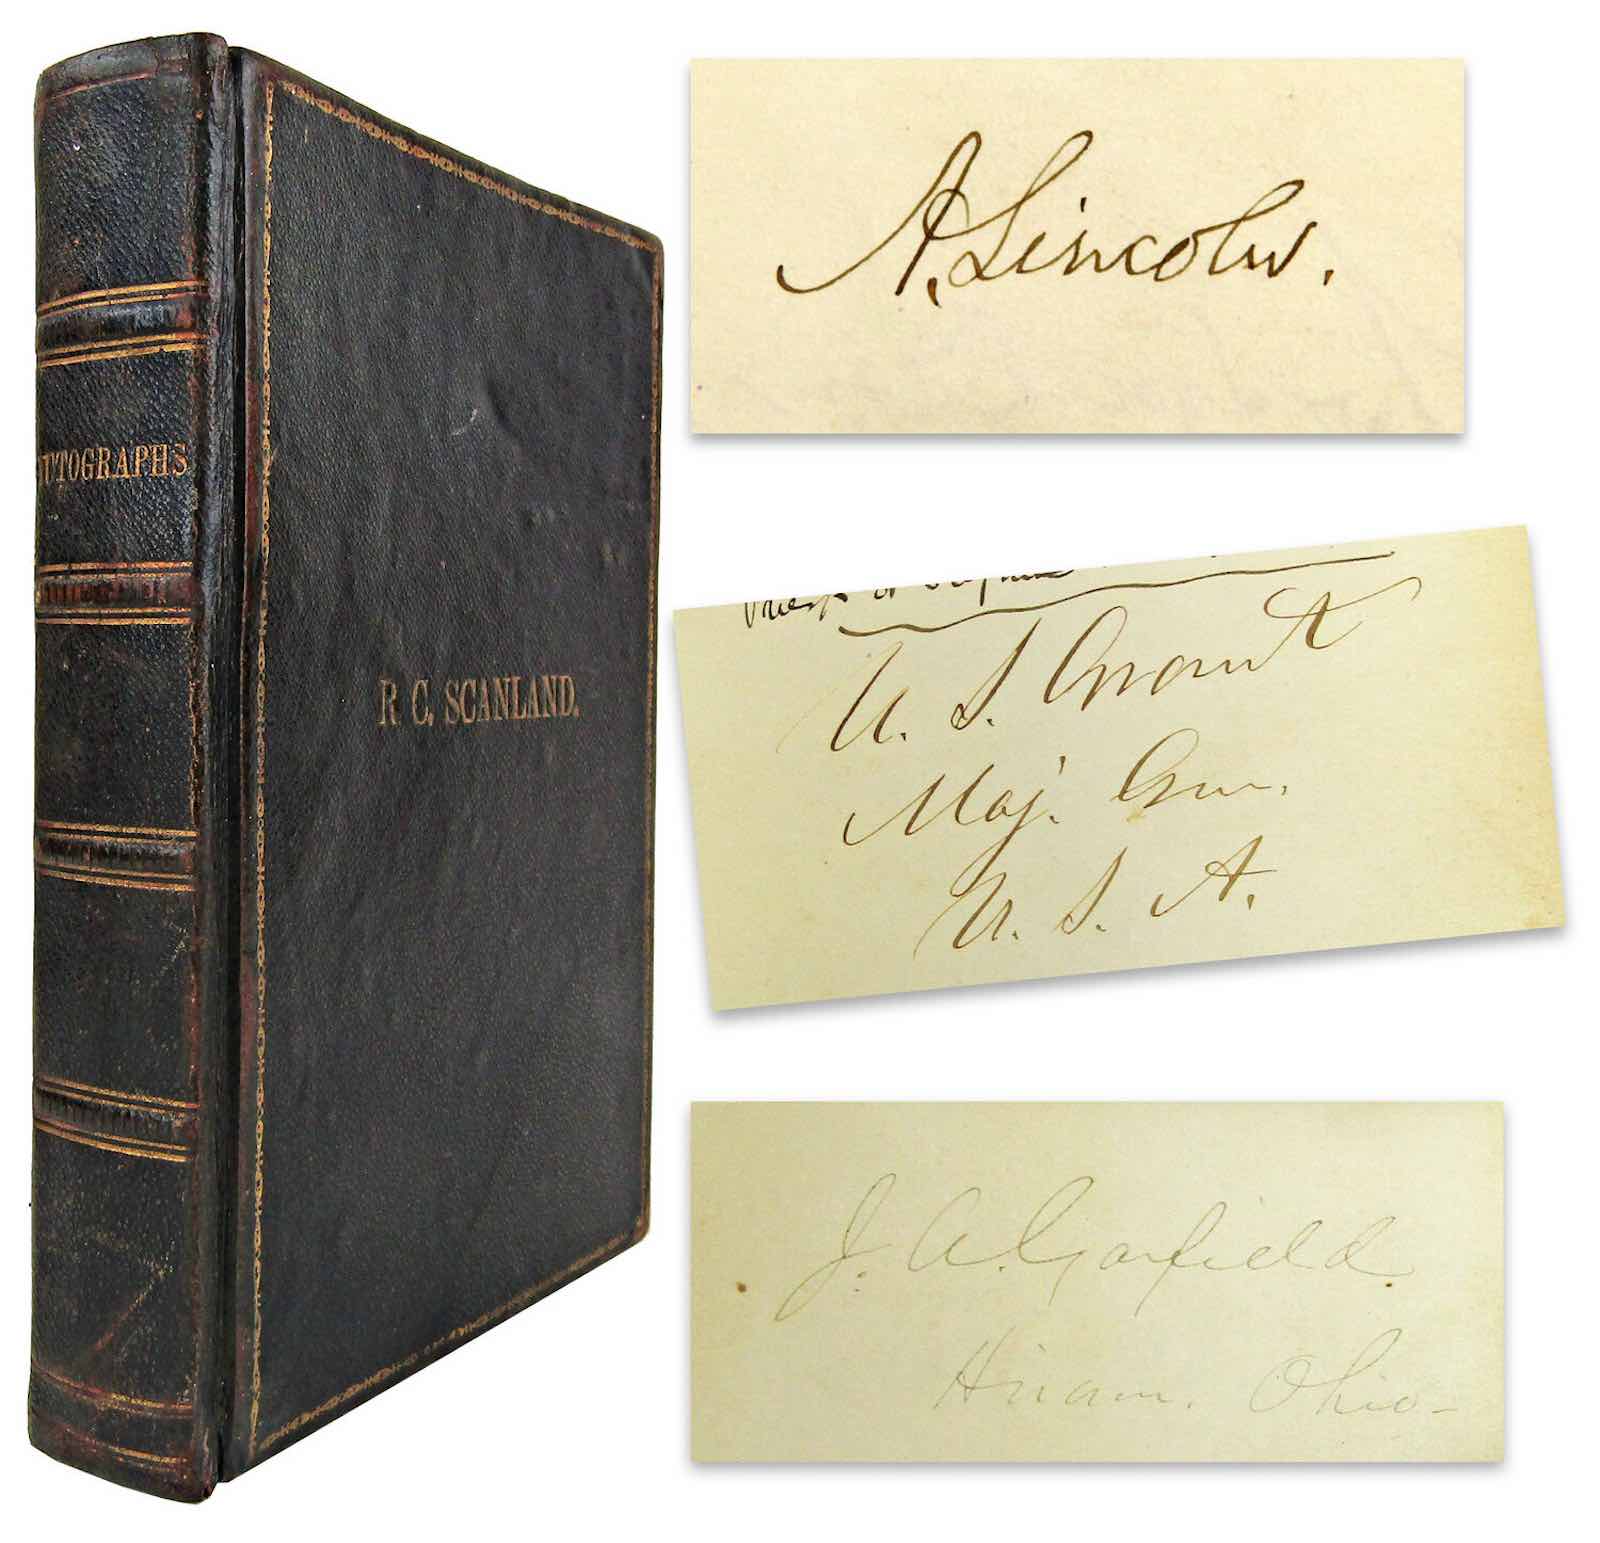 AUTOGRAPHS
R C. SCANLAND.
A. Lincoln.
U. S. Grant
Maj. Gen.
U. S. A.
J. A. Garfield.
Hiram. Ohio-